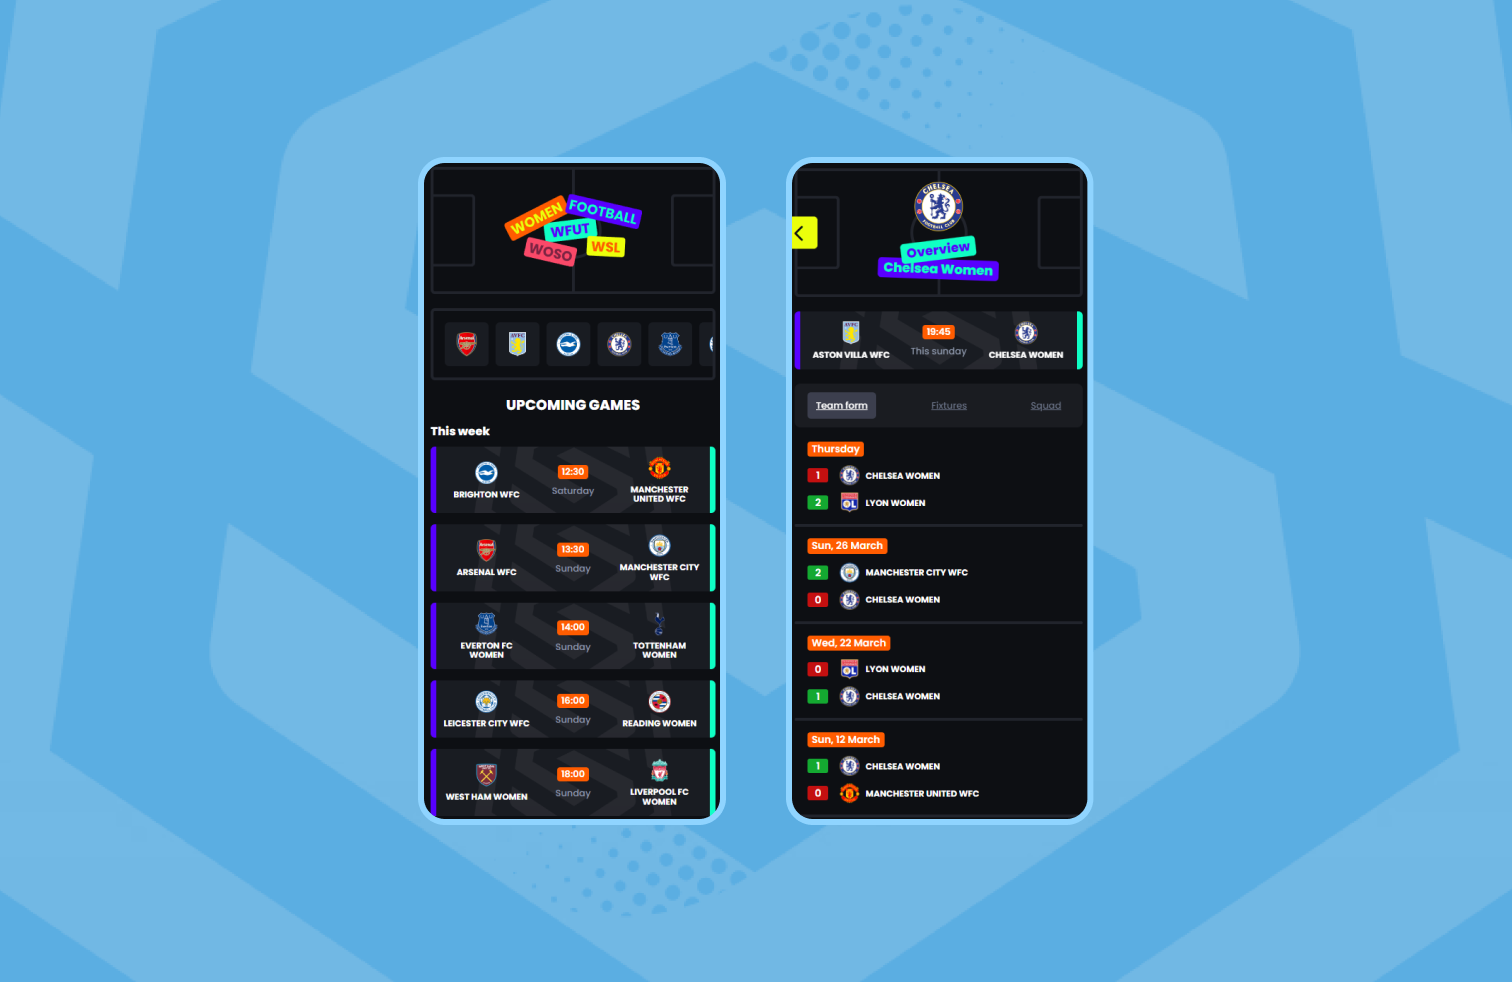 WOMEN
FOOTBALL
WFUT
WOSO
WSL
UPCOMING GAMES
This week
BRIGHTON WFC
12:30
Saturday
MANCHESTER
UNITED WFC
ARSENAL WFC
13:30
Sunday
MANCHESTER CITY
WFC
EVERTON FC
WOMEN
14:00
Sunday
TOTTENHAM
WOMEN
LEICESTER CITY WFC
16:00
Sunday
READING WOMEN
WEST HAM WOMEN
18:00
Sunday
LIVERPOOL FC
WOMEN
CHELSEA
FOOTBALL CLUB
Overview
Chelsea Women
ASTON VILLA WFC
19:45
This sunday
CHELSEA WOMEN
Team form
Fixtures
Squad
Thursday
1 CHELSEA WOMEN
2 LYON WOMEN
Sun, 26 March
2 MANCHESTER CITY WFC
0 CHELSEA WOMEN
Wed, 22 March
0 LYON WOMEN
1 CHELSEA WOMEN
Sun, 12 March
1 CHELSEA WOMEN
0 MANCHESTER UNITED WFC